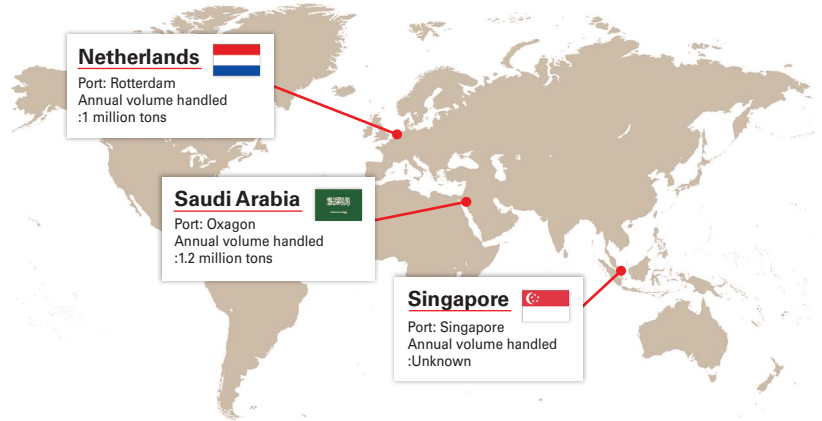 Netherlands
Port: Rotterdam
Annual volume handled
:1 million tons
Saudi Arabia
Port: Oxagon
Annual volume handled
:1.2 million tons
Singapore
Port: Singapore
Annual volume handled
:Unknown